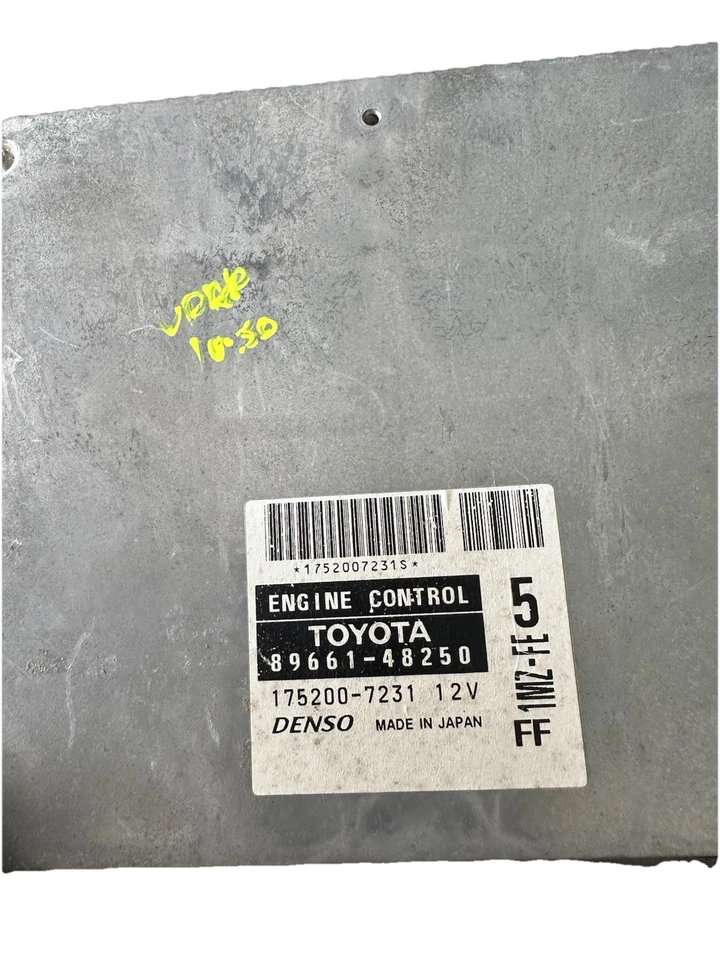 10.30
*1752007231S*
ENGINE CONTROL
TOYOTA
89661-48250
175200-7231 12V
DENSO MADE IN JAPAN
5
1MZ-FE
FF